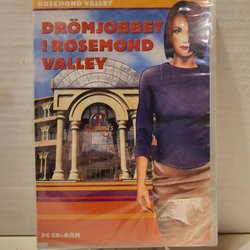 ROSEMOND VALLEY
DRÖMJOBBET
I ROSEMOND
VALLEY
PC CD-ROM